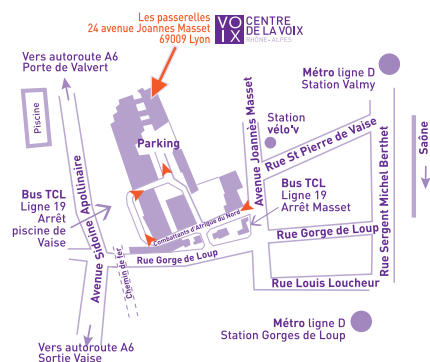 Les passerelles
24 avenue Joannes Masset
69009 Lyon
VOIX
CENTRE
DE LA VOIX
RHÔNE-ALPES
Vers autoroute A6
Porte de Valvert
Métro ligne D
Station Valmy
Piscine
Parking
Avenue Joannès Masset
Station
vélo'v
Rue St Pierre de Vaise
Rue Sergent Michel Berthet
Saône
Bus TCL
Ligne 19
Arrêt
piscine de
Vaise
Avenue Sidoine Apollinaire
Bus TCL
Ligne 19
Arrêt Masset
Combattants d'Afrique du Nord
Chemin de fer
Rue Gorge de Loup
Rue Gorge de Loup
Rue Louis Loucheur
Métro ligne D
Station Gorges de Loup
Vers autoroute A6
Sortie Vaise